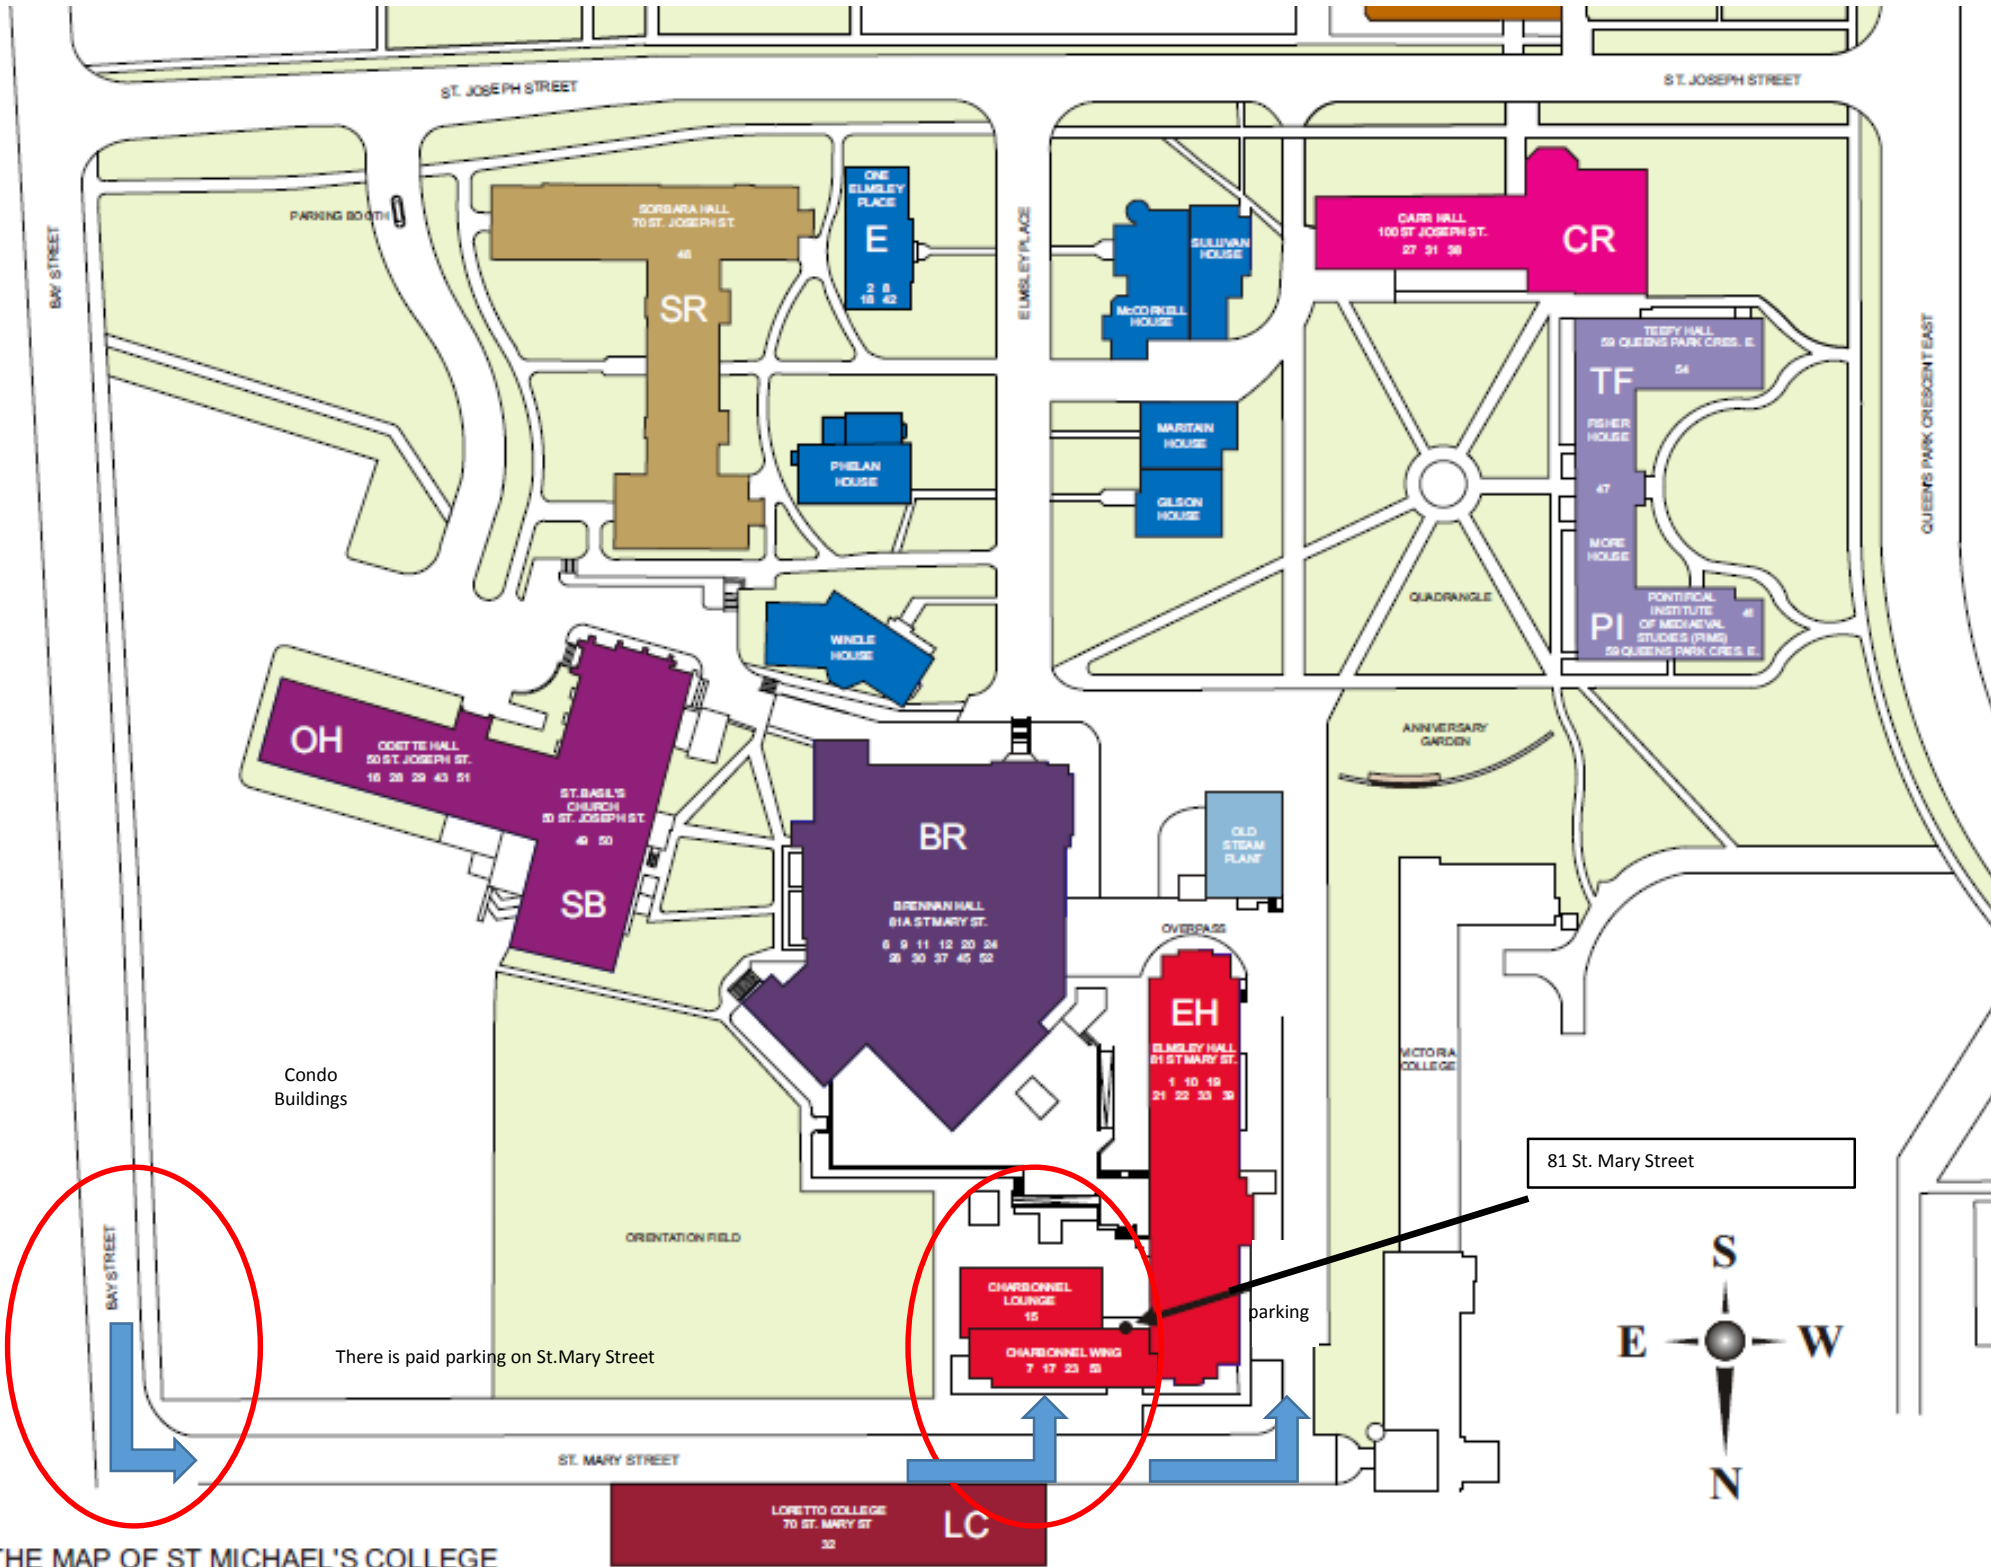 ST. JOSEPH STREET
ST. JOSEPH STREET
PARKING BOOTH
BAY STREET
SORBARA HALL
70 ST. JOSEPH ST.
48
SR
ONE
ELMSLEY
PLACE
E
2 8
18 42
ELMSLEY PLACE
SULLIVAN
HOUSE
McCORKELL
HOUSE
CARR HALL
100 ST JOSEPH ST.
27 31 38
CR
TEEFY HALL
59 QUEENS PARK CRES. E.
54
TF
FISHER
HOUSE
47
MORE
HOUSE
PONTIFICAL
INSTITUTE
OF MEDIAEVAL
STUDIES (PIMS)
59 QUEENS PARK CRES. E.
PI
QUEEN'S PARK CRESCENT EAST
PHELAN
HOUSE
MARITAIN
HOUSE
GILSON
HOUSE
QUADRANGLE
WINDLE
HOUSE
OH
ODETTE HALL
50 ST. JOSEPH ST.
16 28 29 43 51
ST. BASIL'S
CHURCH
50 ST. JOSEPH ST.
49 50
SB
ANNIVERSARY
GARDEN
BR
BRENNAN HALL
81A ST MARY ST.
6 9 11 12 20 24
26 30 37 45 52
OLD
STEAM
PLANT
OVERPASS
EH
ELMSLEY HALL
81 ST MARY ST.
1 10 19
21 22 33 39
VICTORIA
COLLEGE
Condo
Buildings
81 St. Mary Street
BAY STREET
ORIENTATION FIELD
CHARBONNEL
LOUNGE
15
CHARBONNEL WING
7 17 23 53
parking
There is paid parking on St.Mary Street
S
E
W
N
ST. MARY STREET
LORETTO COLLEGE
70 ST. MARY ST
32
LC
THE MAP OF ST MICHAEL'S COLLEGE